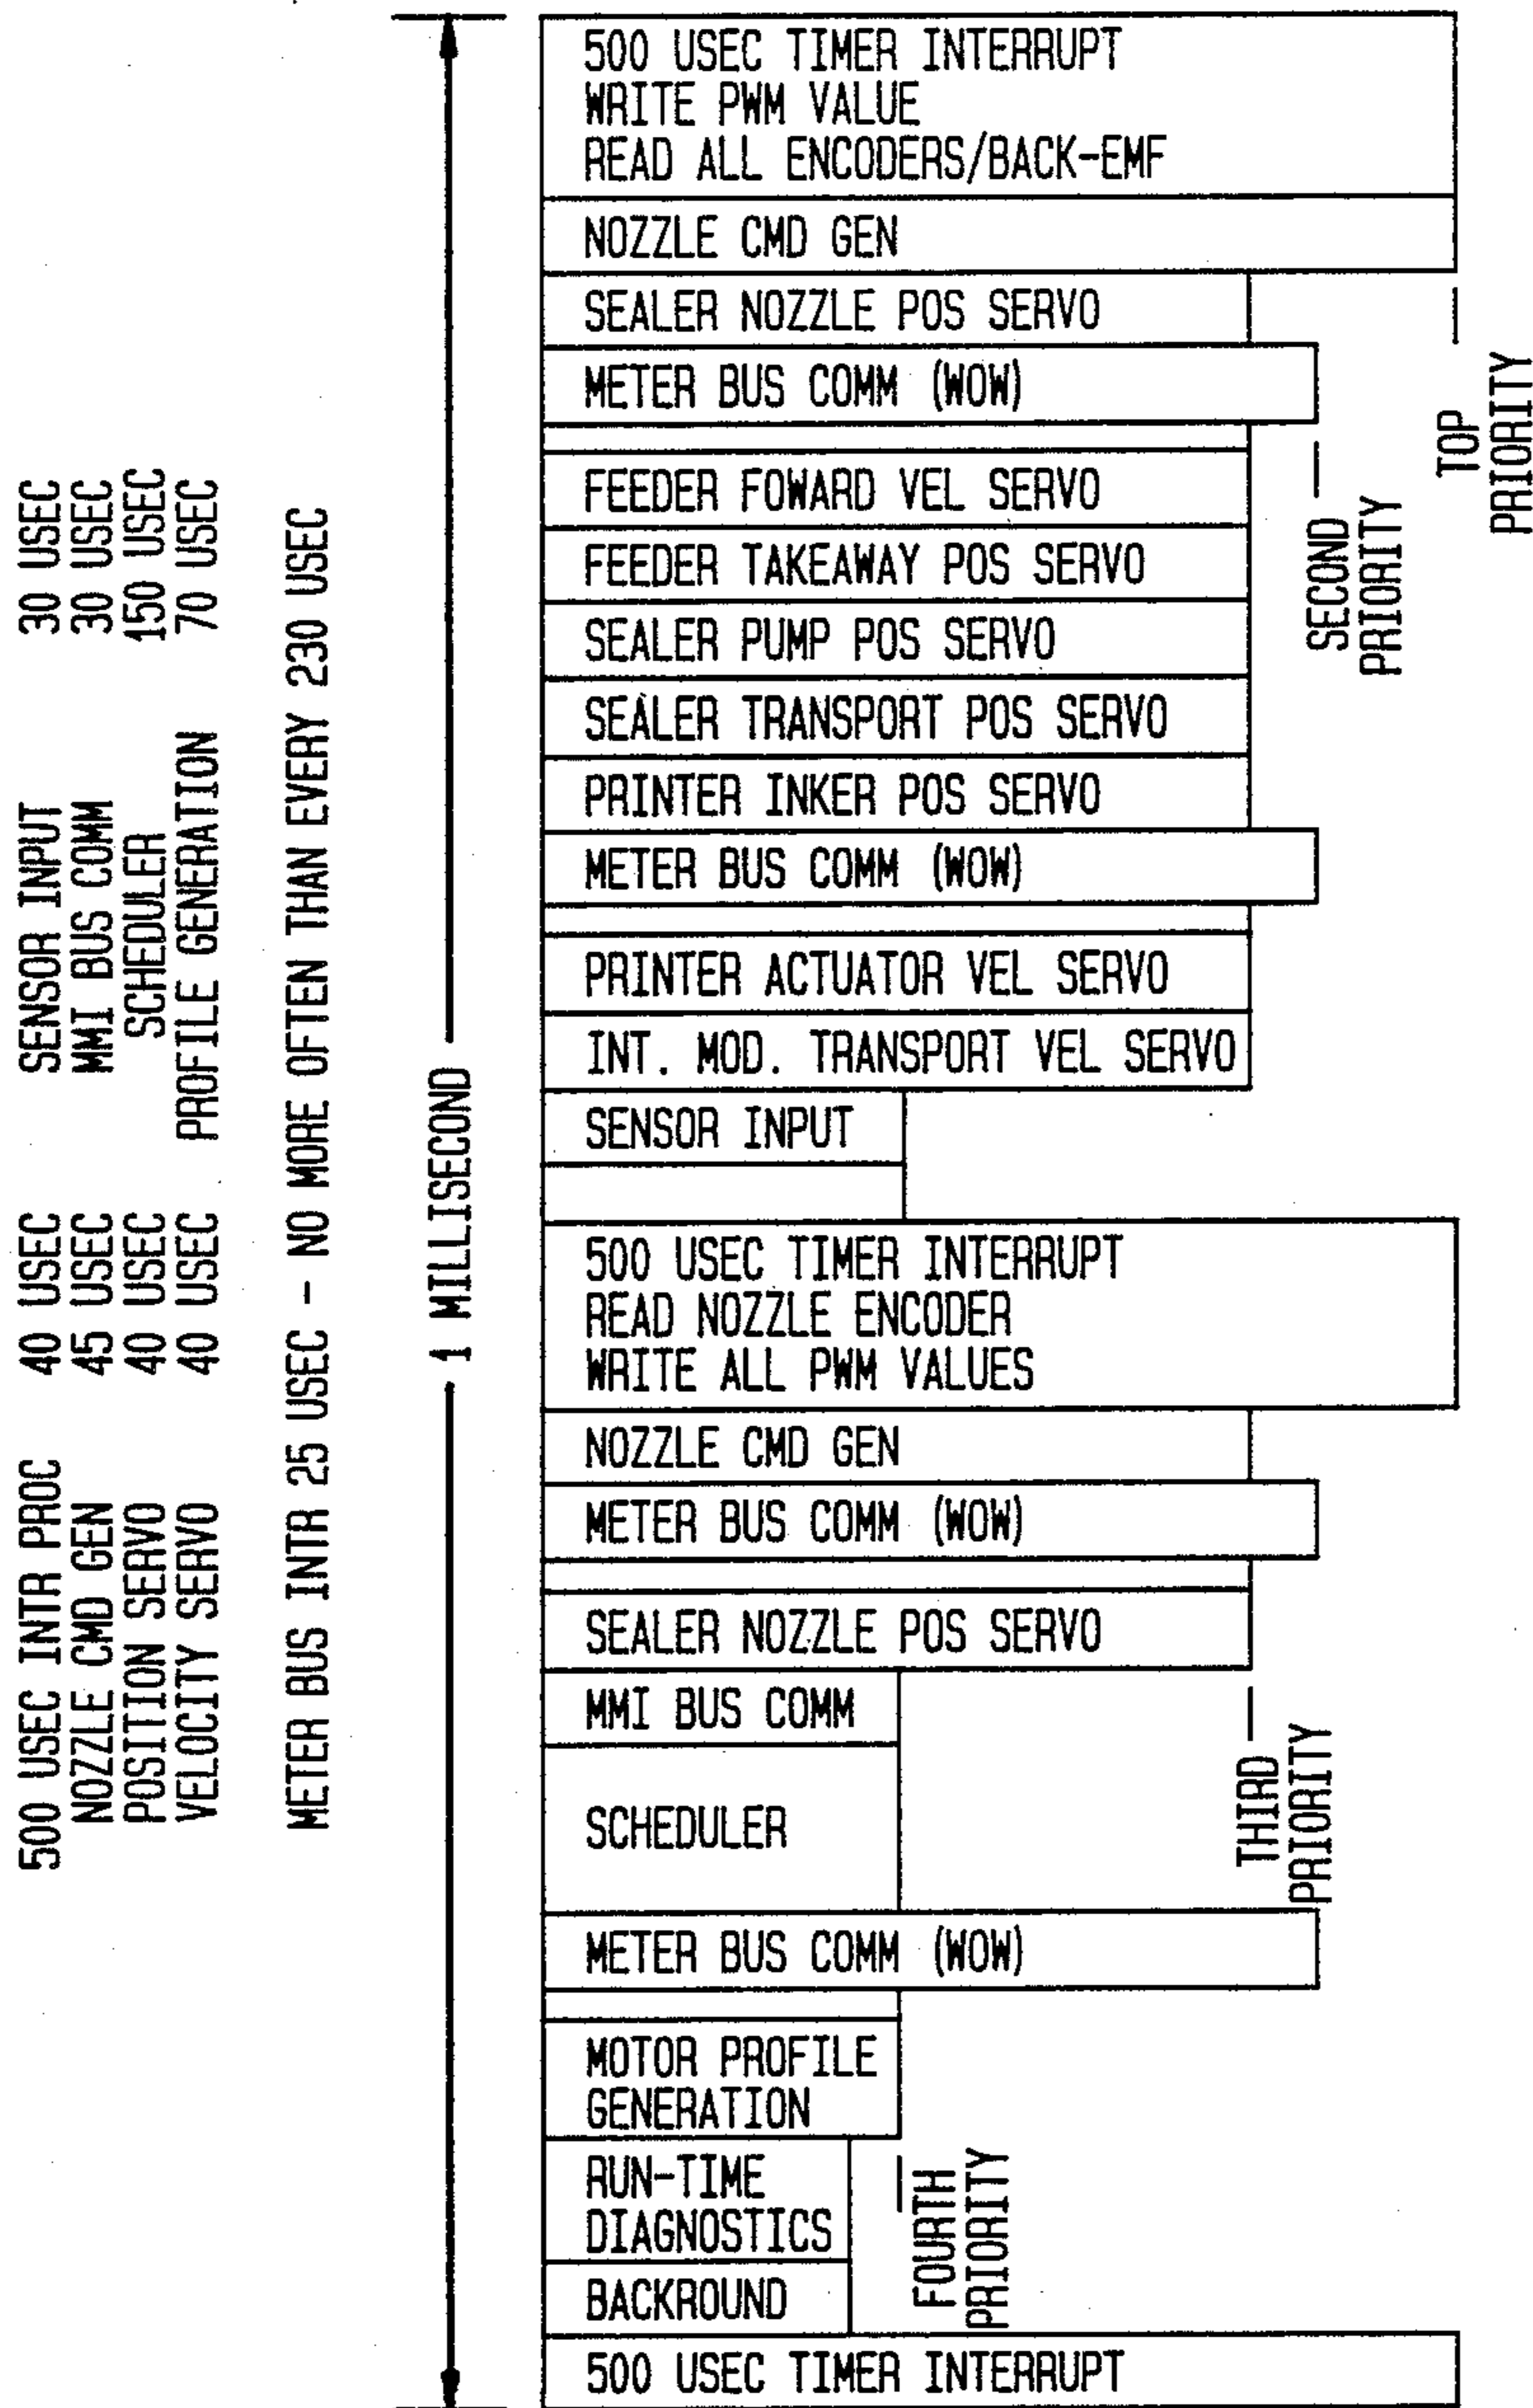 500 USEC INTR PROC 40 USEC SENSOR INPUT 30 USEC
NOZZLE CMD GEN 45 USEC MMI BUS COMM 30 USEC
POSITION SERVO 40 USEC SCHEDULER 150 USEC
VELOCITY SERVO 40 USEC PROFILE GENERATION 70 USEC
METER BUS INTR 25 USEC - NO MORE OFTEN THAN EVERY 230 USEC
1 MILLISECOND
500 USEC TIMER INTERRUPT
WRITE PWM VALUE
READ ALL ENCODERS/BACK-EMF
NOZZLE CMD GEN
SEALER NOZZLE POS SERVO
METER BUS COMM (WOW)
FEEDER FOWARD VEL SERVO
FEEDER TAKEAWAY POS SERVO
SEALER PUMP POS SERVO
SEALER TRANSPORT POS SERVO
PRINTER INKER POS SERVO
METER BUS COMM (WOW)
PRINTER ACTUATOR VEL SERVO
INT. MOD. TRANSPORT VEL SERVO
SENSOR INPUT
500 USEC TIMER INTERRUPT
READ NOZZLE ENCODER
WRITE ALL PWM VALUES
NOZZLE CMD GEN
METER BUS COMM (WOW)
SEALER NOZZLE POS SERVO
MMI BUS COMM
SCHEDULER
METER BUS COMM (WOW)
MOTOR PROFILE
GENERATION
RUN-TIME
DIAGNOSTICS
BACKROUND
500 USEC TIMER INTERRUPT
TOP
PRIORITY
SECOND
PRIORITY
THIRD
PRIORITY
FOURTH
PRIORITY